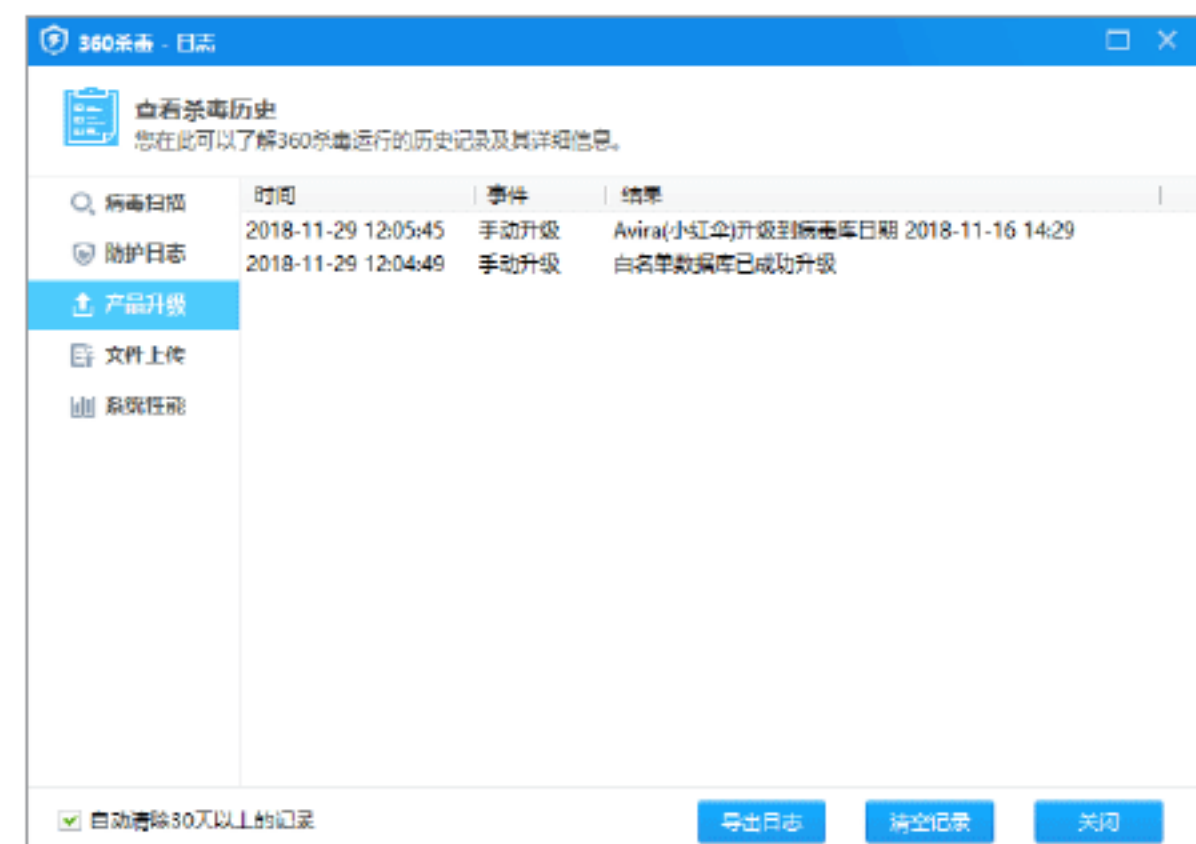 360杀毒 - 日志
查看杀毒历史
您在此可以了解360杀毒运行的历史记录及其详细信息。
病毒扫描
防护日志
产品升级
文件上传
系统性能
时间 事件 结果
2018-11-29 12:05:45 手动升级 Avira(小红伞)升级到病毒库日期 2018-11-16 14:29
2018-11-29 12:04:49 手动升级 白名单数据库已成功升级
自动清除30天以上的记录
导出日志 清空记录 关闭